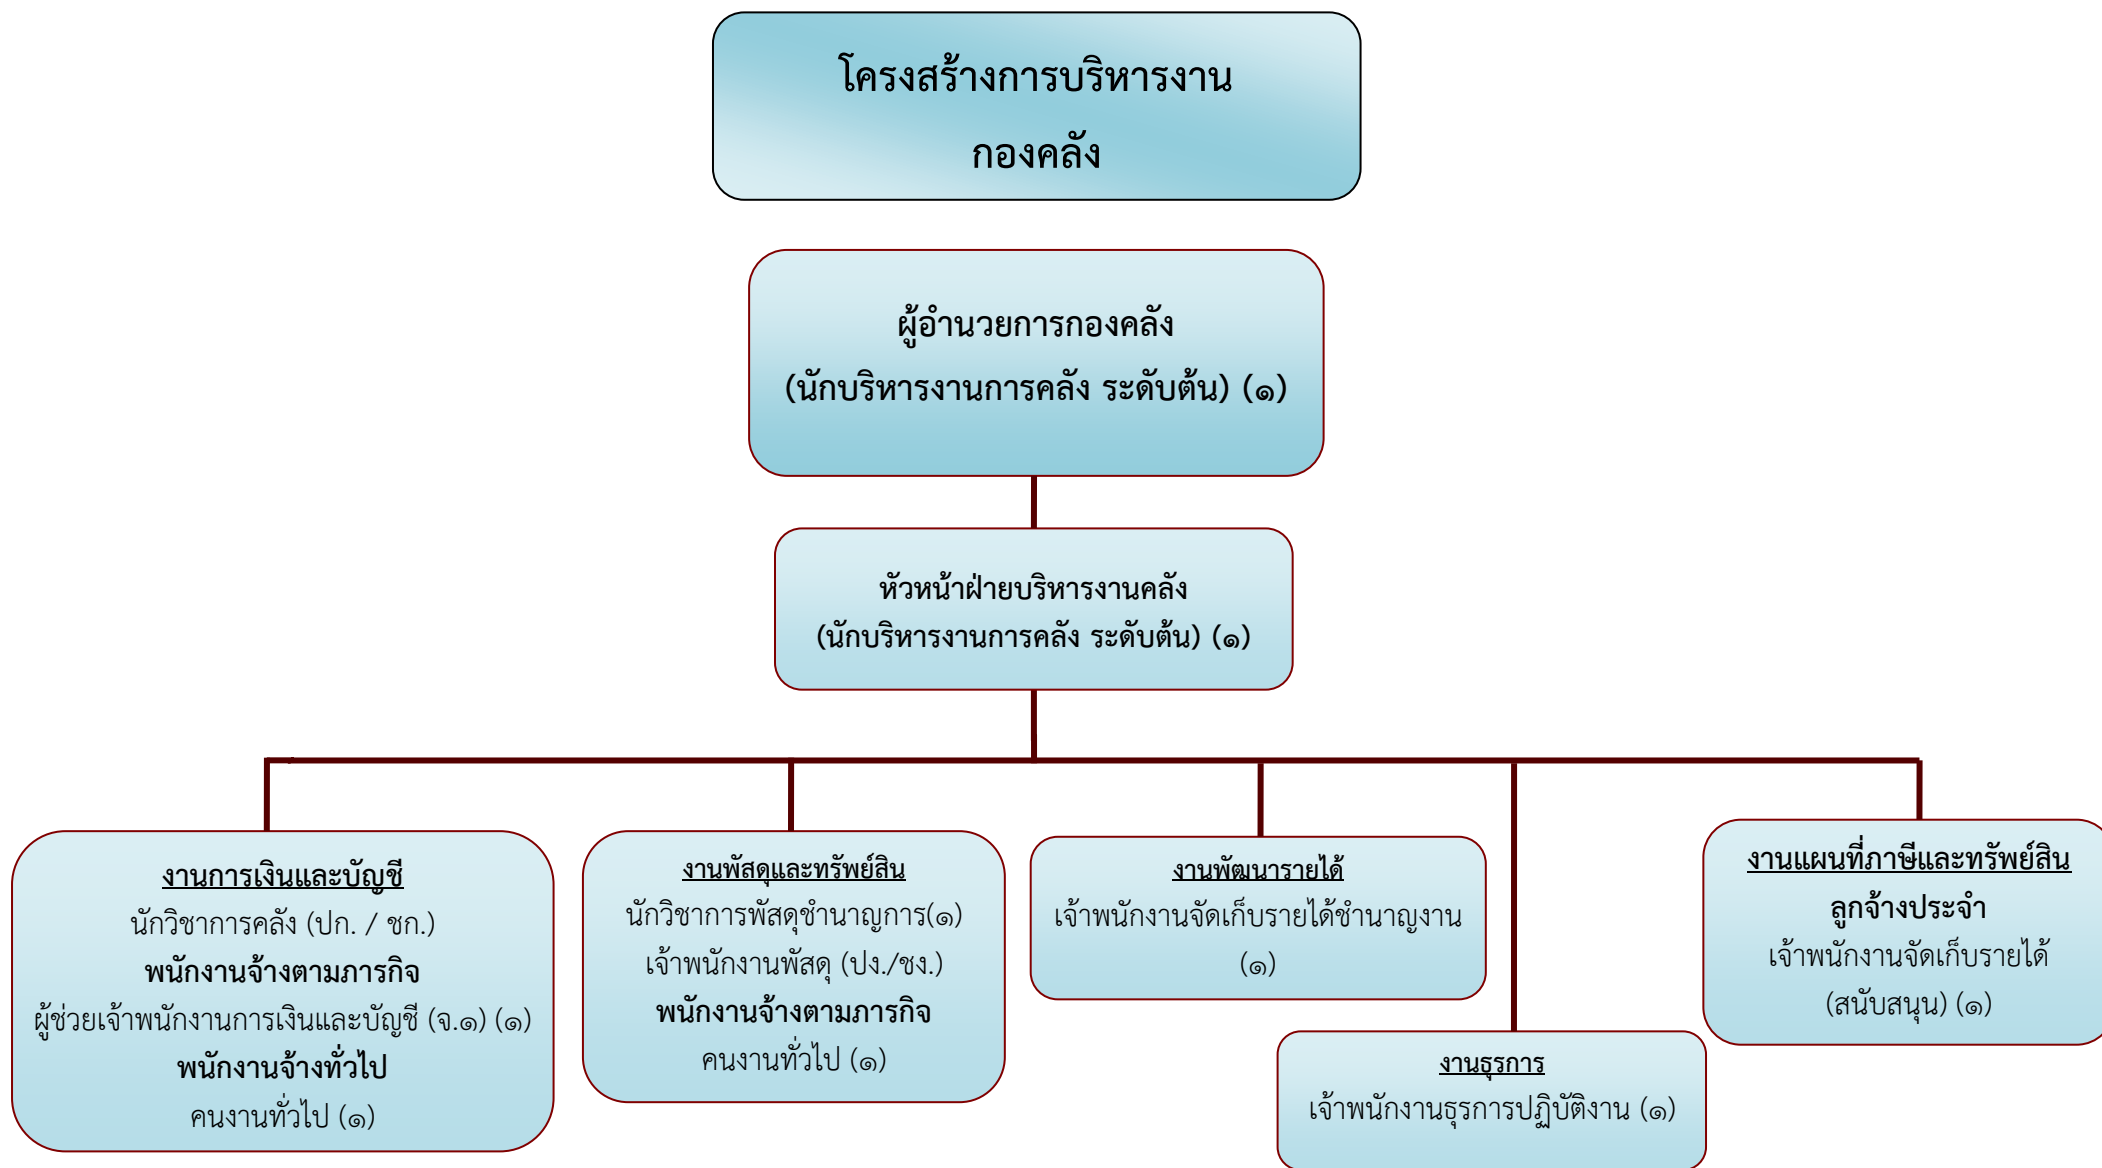 โครงสร้างการบริหารงาน
กองคลัง
ผู้อำนวยการกองคลัง
(นักบริหารงานการคลัง ระดับต้น) (๑)
หัวหน้าฝ่ายบริหารงานคลัง
(นักบริหารงานการคลัง ระดับต้น) (๑)
งานการเงินและบัญชี
นักวิชาการคลัง (ปก. / ชก.)
พนักงานจ้างตามภารกิจ
ผู้ช่วยเจ้าพนักงานการเงินและบัญชี (จ.๑) (๑)
พนักงานจ้างทั่วไป
คนงานทั่วไป (๑)
งานพัสดุและทรัพย์สิน
นักวิชาการพัสดุชำนาญการ(๑)
เจ้าพนักงานพัสดุ (ปง./ชง.)
พนักงานจ้างตามภารกิจ
คนงานทั่วไป (๑)
งานพัฒนารายได้
เจ้าพนักงานจัดเก็บรายได้ชำนาญงาน
(๑)
งานธุรการ
เจ้าพนักงานธุรการปฏิบัติงาน (๑)
งานแผนที่ภาษีและทรัพย์สิน
ลูกจ้างประจำ
เจ้าพนักงานจัดเก็บรายได้
(สนับสนุน) (๑)